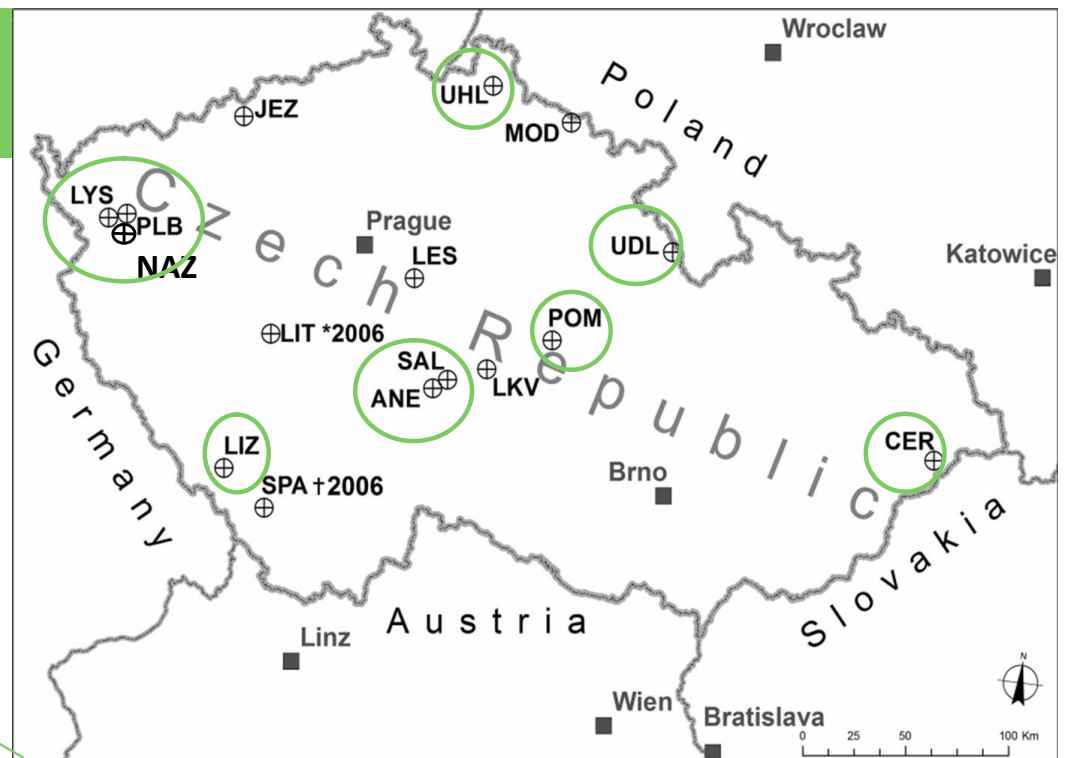 Wroclaw
Poland
UHL
JEZ
MOD
Czech Republic
LYS
PLB
NAZ
Prague
LES
UDL
Katowice
POM
LIT *2006
SAL
ANE
LKV
Germany
LIZ
SPA †2006
CER
Brno
Slovakia
Austria
Linz
Wien
Bratislava
N
0 25 50 100 Km